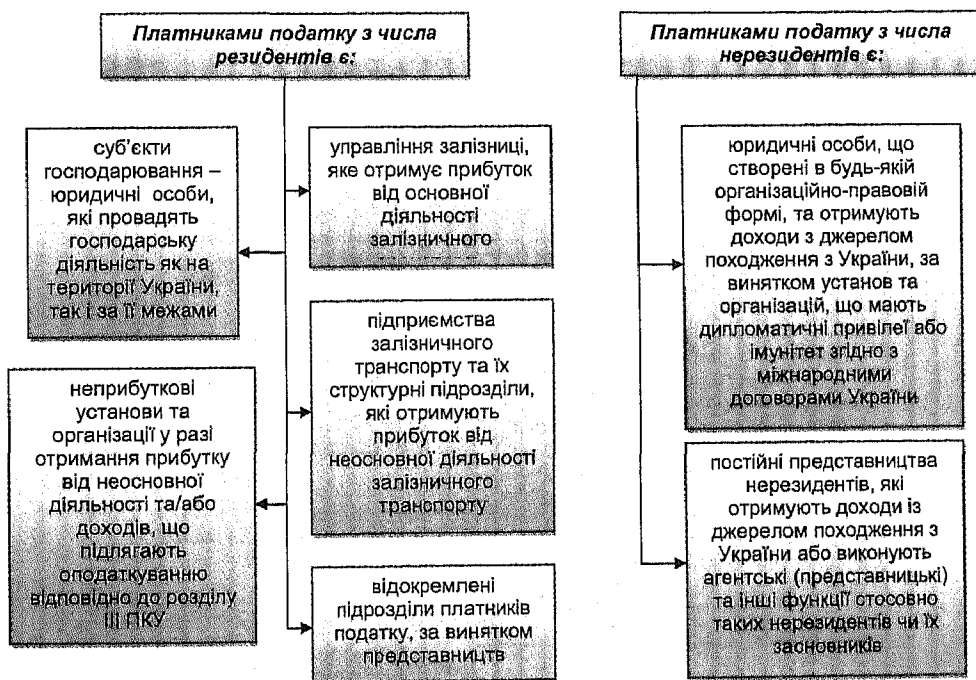 Платниками податку з числа
резидентів є:
суб’єкти
господарювання –
юридичні особи,
які провадять
господарську
діяльність як на
території України,
так і за її межами
управління залізниці,
яке отримує прибуток
від основної
діяльності
залізничного
підприємства
залізничного
транспорту та їх
структурні підрозділи,
які отримують
прибуток від
неосновної діяльності
залізничного
транспорту
неприбуткові
установи та
організації у разі
отримання прибутку
від неосновної
діяльності та/або
доходів, що
підлягають
оподаткуванню
відповідно до розділу
III ПКУ
відокремлені
підрозділи платників
податку, за винятком
представництв
Платниками податку з числа
нерезидентів є:
юридичні особи, що
створені в будь-якій
організаційно-правовій
формі, та отримують
доходи з джерелом
походження з України, за
винятком установ та
організацій, що мають
дипломатичні привілеї або
імунітет згідно з
міжнародними
договорами України
постійні представництва
нерезидентів, які
отримують доходи із
джерелом походження з
України або виконують
агентські (представницькі)
та інші функції стосовно
таких нерезидентів чи їх
засновників